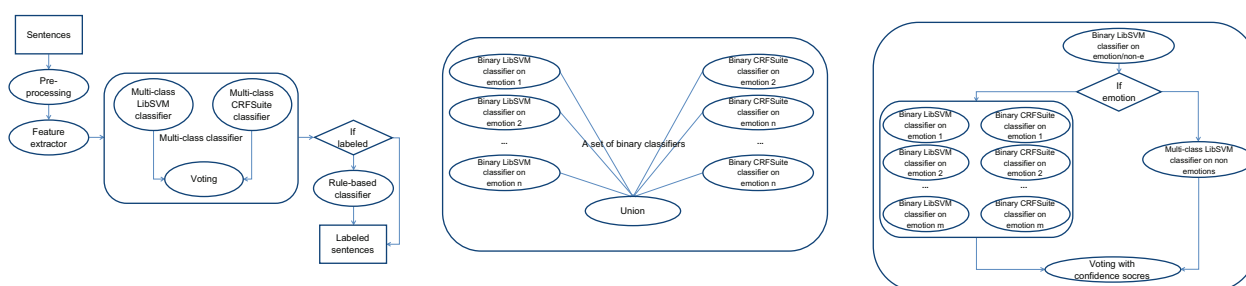 Sentences
Pre-
processing
Feature
extractor
Multi-class
LibSVM
classifier
Multi-class
CRFSuite
classifier
Multi-class classifier
Voting
If
labeled
Rule-based
classifier
Labeled
sentences
Binary LibSVM
classifier on
emotion 1
Binary LibSVM
classifier on
emotion 2
...
Binary LibSVM
classifier on
emotion n
A set of binary classifiers
Binary CRFSuite
classifier on
emotion 2
Binary CRFSuite
classifier on
emotion n
...
Binary CRFSuite
classifier on
emotion n
Union
Binary LibSVM
classifier on
emotion/non-e
If
emotion
Binary LibSVM
classifier on
emotion 1
Binary LibSVM
classifier on
emotion 2
...
Binary LibSVM
classifier on
emotion m
Binary CRFSuite
classifier on
emotion 1
Binary CRFSuite
classifier on
emotion 2
...
Binary CRFSuite
classifier on
emotion m
Multi-class LibSVM
classifier on non
emotions
Voting with
confidence socres